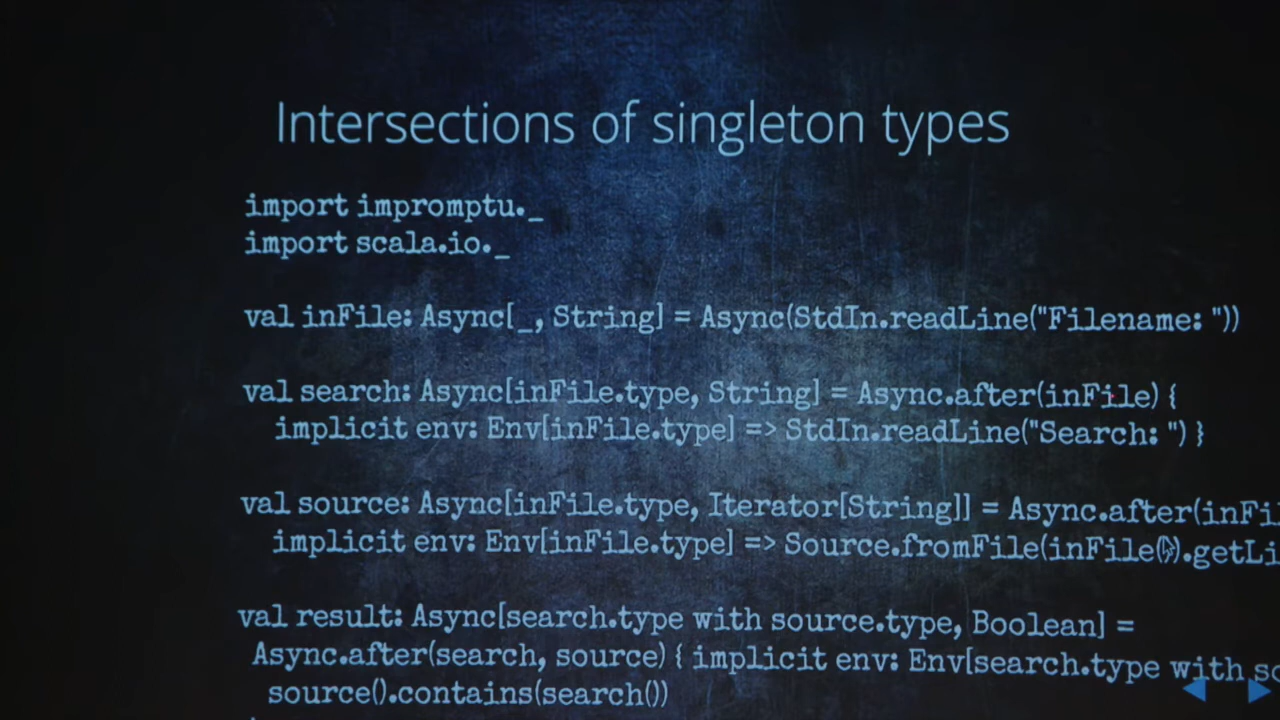 Intersections of singleton types
import impromptu._
import scala.io._
val inFile: Async[_, String] = Async(StdIn.readLine("Filename: "))
val search: Async[inFile.type, String] = Async.after(inFile) {
implicit env: Env[inFile.type] => StdIn.readLine("Search: ") }
val source: Async[inFile.type, Iterator[String]] = Async.after(inFi
implicit env: Env[inFile.type] => Source.fromFile(inFile()).getLi
val result: Async[search.type with source.type, Boolean] =
Async.after(search, source) { implicit env: Env[search.type with so
source().contains(search())